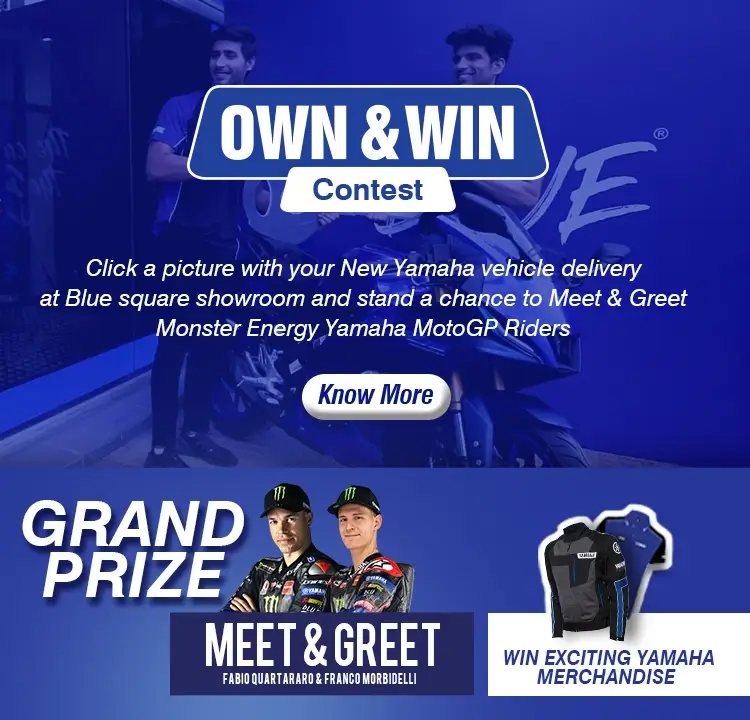 OWN & WIN
Contest
VE®
Click a picture with your New Yamaha vehicle delivery
at Blue square showroom and stand a chance to Meet & Greet
Monster Energy Yamaha MotoGP Riders
Know More
GRAND
PRIZE
MEET & GREET
FABIO QUARTARARO & FRANCO MORBIDELLI
YAMAHA
WIN EXCITING YAMAHA
MERCHANDISE